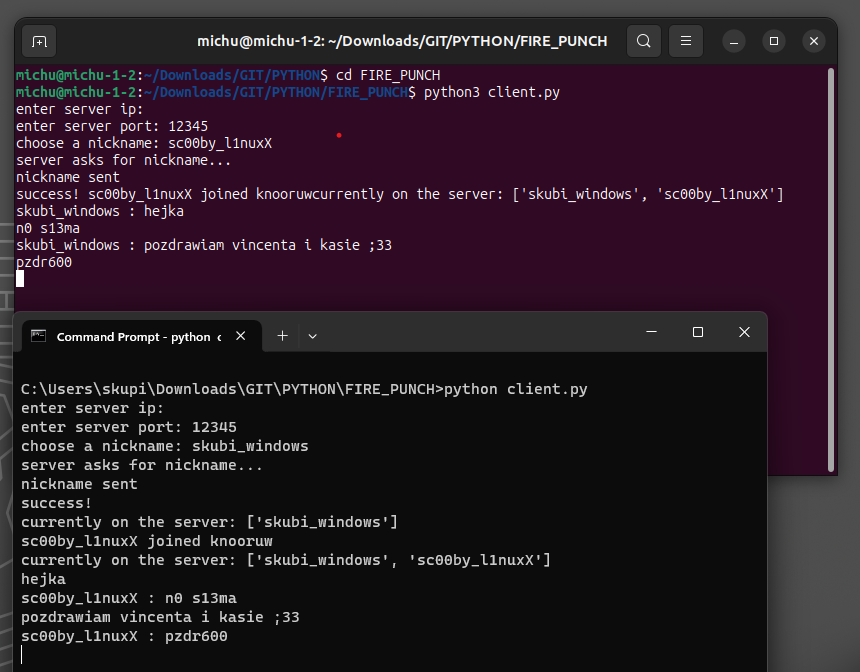 michu@michu-1-2: ~/Downloads/GIT/PYTHON/FIRE_PUNCH
michu@michu-1-2:~/Downloads/GIT/PYTHON$ cd FIRE_PUNCH
michu@michu-1-2:~/Downloads/GIT/PYTHON/FIRE_PUNCH$ python3 client.py
enter server ip:
enter server port: 12345
choose a nickname: sc00by_l1nuxX
server asks for nickname...
nickname sent
success! sc00by_l1nuxX joined knooruwcurrently on the server: ['skubi_windows', 'sc00by_l1nuxX']
skubi_windows : hejka
n0 s13ma
skubi_windows : pozdrawiam vincenta i kasie ;33
pzdr600
Command Prompt - python c
C:\Users\skupi\Downloads\GIT\PYTHON\FIRE_PUNCH>python client.py
enter server ip:
enter server port: 12345
choose a nickname: skubi_windows
server asks for nickname...
nickname sent
success!
currently on the server: ['skubi_windows']
sc00by_l1nuxX joined knooruw
currently on the server: ['skubi_windows', 'sc00by_l1nuxX']
hejka
sc00by_l1nuxX : n0 s13ma
pozdrawiam vincenta i kasie ;33
sc00by_l1nuxX : pzdr600